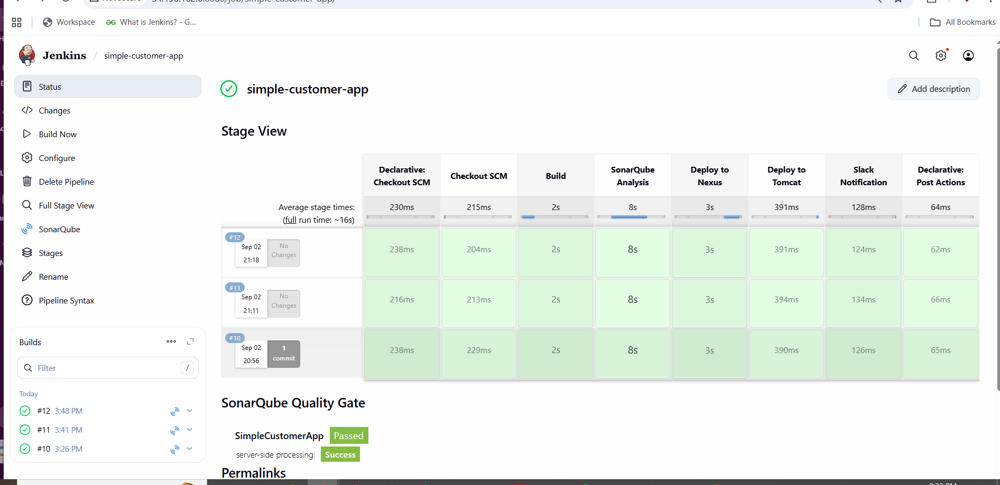 Workspace
What is Jenkins? - G...
All Bookmarks
Jenkins / simple-customer-app
Status
Changes
Build Now
Configure
Delete Pipeline
Full Stage View
SonarQube
Stages
Rename
Pipeline Syntax
Builds
Filter
/
Today
#12 3:48 PM
#11 3:41 PM
#10 3:26 PM
simple-customer-app
Add description
Stage View
Declarative: Checkout SCM
Checkout SCM
Build
SonarQube Analysis
Deploy to Nexus
Deploy to Tomcat
Slack Notification
Declarative: Post Actions
Average stage times:
(full run time: ~16s)
230ms 215ms 2s 8s 3s 391ms 128ms 64ms
#12
Sep 02
21:18
No Changes
238ms 204ms 2s 8s 3s 391ms 124ms 62ms
#11
Sep 02
21:11
No Changes
216ms 213ms 2s 8s 3s 394ms 134ms 66ms
#10
Sep 02
20:56
1 commit
238ms 229ms 2s 8s 3s 390ms 126ms 65ms
SonarQube Quality Gate
SimpleCustomerApp Passed
server-side processing: Success
Permalinks